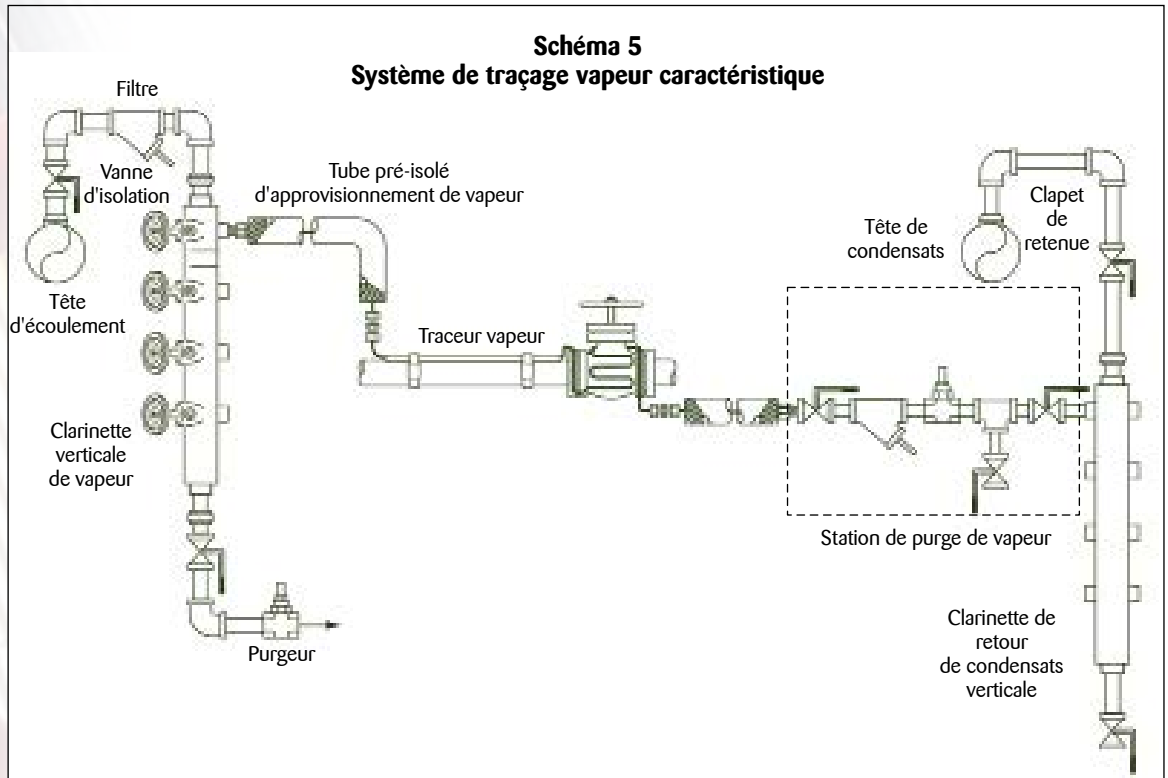 Schéma 5
Système de traçage vapeur caractéristique
Filtre
Vanne
d'isolation
Tube pré-isolé
d'approvisionnement de vapeur
Tête
d'écoulement
Traceur vapeur
Clarinette
verticale
de vapeur
Purgeur
Tête de
condensats
Clapet
de
retenue
Station de purge de vapeur
Clarinette de
retour
de condensats
verticale